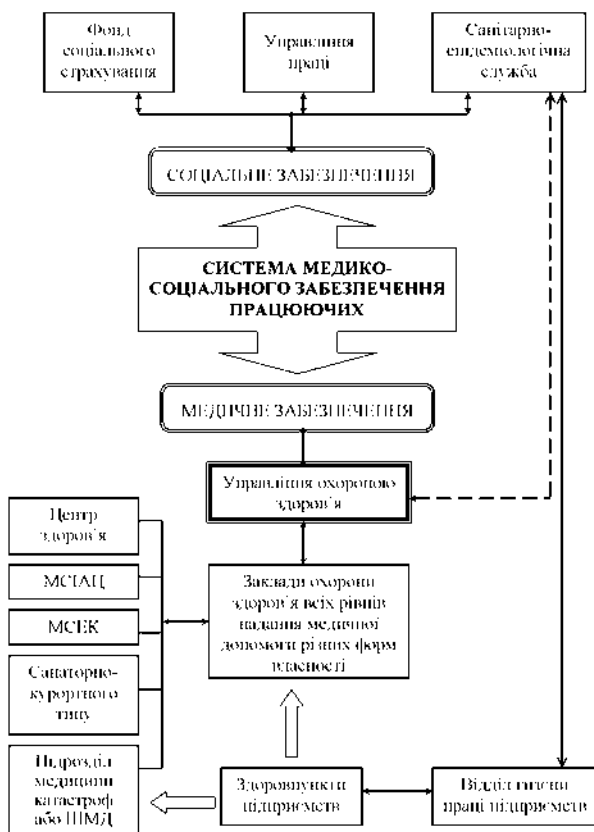 Фонд
соціального
страхування
Управління
праці
Санітарно-
епідеміологічна
служба
СОЦІАЛЬНЕ ЗАБЕЗПЕЧЕННЯ
СИСТЕМА МЕДИКО-
СОЦІАЛЬНОГО ЗАБЕЗПЕЧЕННЯ
ПРАЦЮЮЧИХ
МЕДИЧНЕ ЗАБЕЗПЕЧЕННЯ
Управління охороною
здоров'я
Центр
здоров'я
МСІАЦ
МСЕК
Санаторно-
курортного
типу
Підрозділ
медицини
катастроф
або ШМД
Заклади охорони
здоров'я всіх рівнів
надання медичної
допомоги різних форм
власності
Здоровпункти
підприємств
Відділ гігієни
праці підприємств